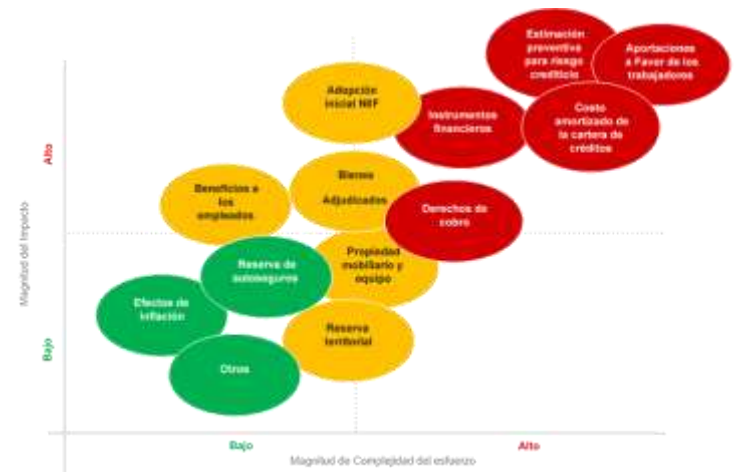 Estimación
preventiva
para riesgo
crediticio
Aportaciones
a Favor de los
trabajadores
Adopción
inicial NIIF
Instrumentos
financieros
Costo
amortizado de
la cartera de
créditos
Alto
Beneficios a
los
empleados
Bienes
Adjudicados
Derechos de
cobro
Magnitud del Impacto
Reserva de
autoseguros
Propiedad
mobiliario y
equipo
Efectos de
inflación
Reserva
territorial
Bajo
Otros
Bajo
Alto
Magnitud de Complejidad del esfuerzo